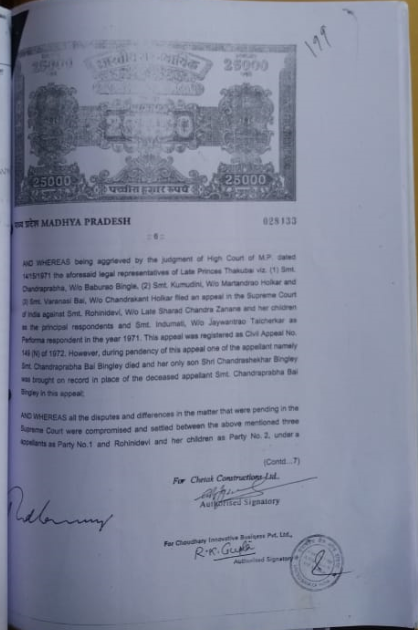 199
25000 25000
25000
25000 पच्चीस हजार रुपये 25000
मध्य प्रदेश MADHYA PRADESH 028133
:: 6 ::
AND WHEREAS being aggrieved by the judgment of High Court of M.P. dated
the aforesaid legal representatives of Late Princes Thakubai viz. (1) Smt.
Chandraprabha, W/o Baburao Bingle, (2) Smt. Kumudini, W/o Martandrao Holkar and
(3) Smt. Varanasi Bai, W/o Chandrakant Holkar filed an appeal in the Supreme Court
of India against Smt. Rohinidevi, W/o Late Sharad Chandra Zanane and her children
as the principal respondents and Smt. Indumati, W/o Jaywantrao Talcherkar as
Performa respondent in the year 1971. This appeal was registered as Civil Appeal No.
149 (N) of 1972. However, during pendency of this appeal one of the appellant namely
Smt. Chandraprabha Bai Bingley died and her only son Shri Chandrashekhar Bingley
was brought on record in place of the deceased appellant Smt. Chandraprabha Bai
Bingley in this appeal;
AND WHEREAS all the disputes and differences in the matter that were pending in the
Supreme Court were compromised and settled between the above mentioned three
appellants as Party No.1 and Rohinidevi and her children as Party No. 2, under a
(Contd...7)
For Chetak Constructions Ltd.,
Authorised Signatory
For Choudhary Innovative Business Pvt. Ltd.,
R.K. Gupta
Authorised Signatory